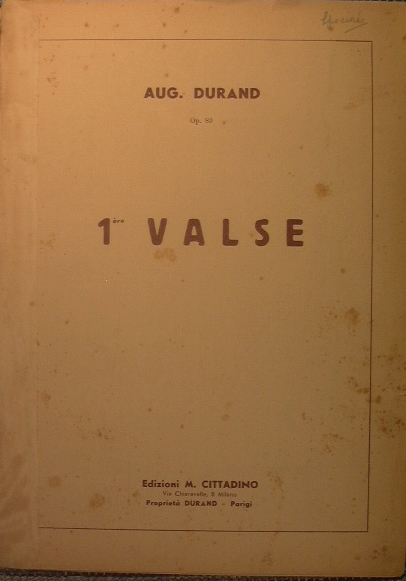 AUG. DURAND
Op. 83
1ère VALSE
Edizioni M. CITTADINO
Via Chiaravalle, 8 Milano
Proprietà DURAND - Parigi